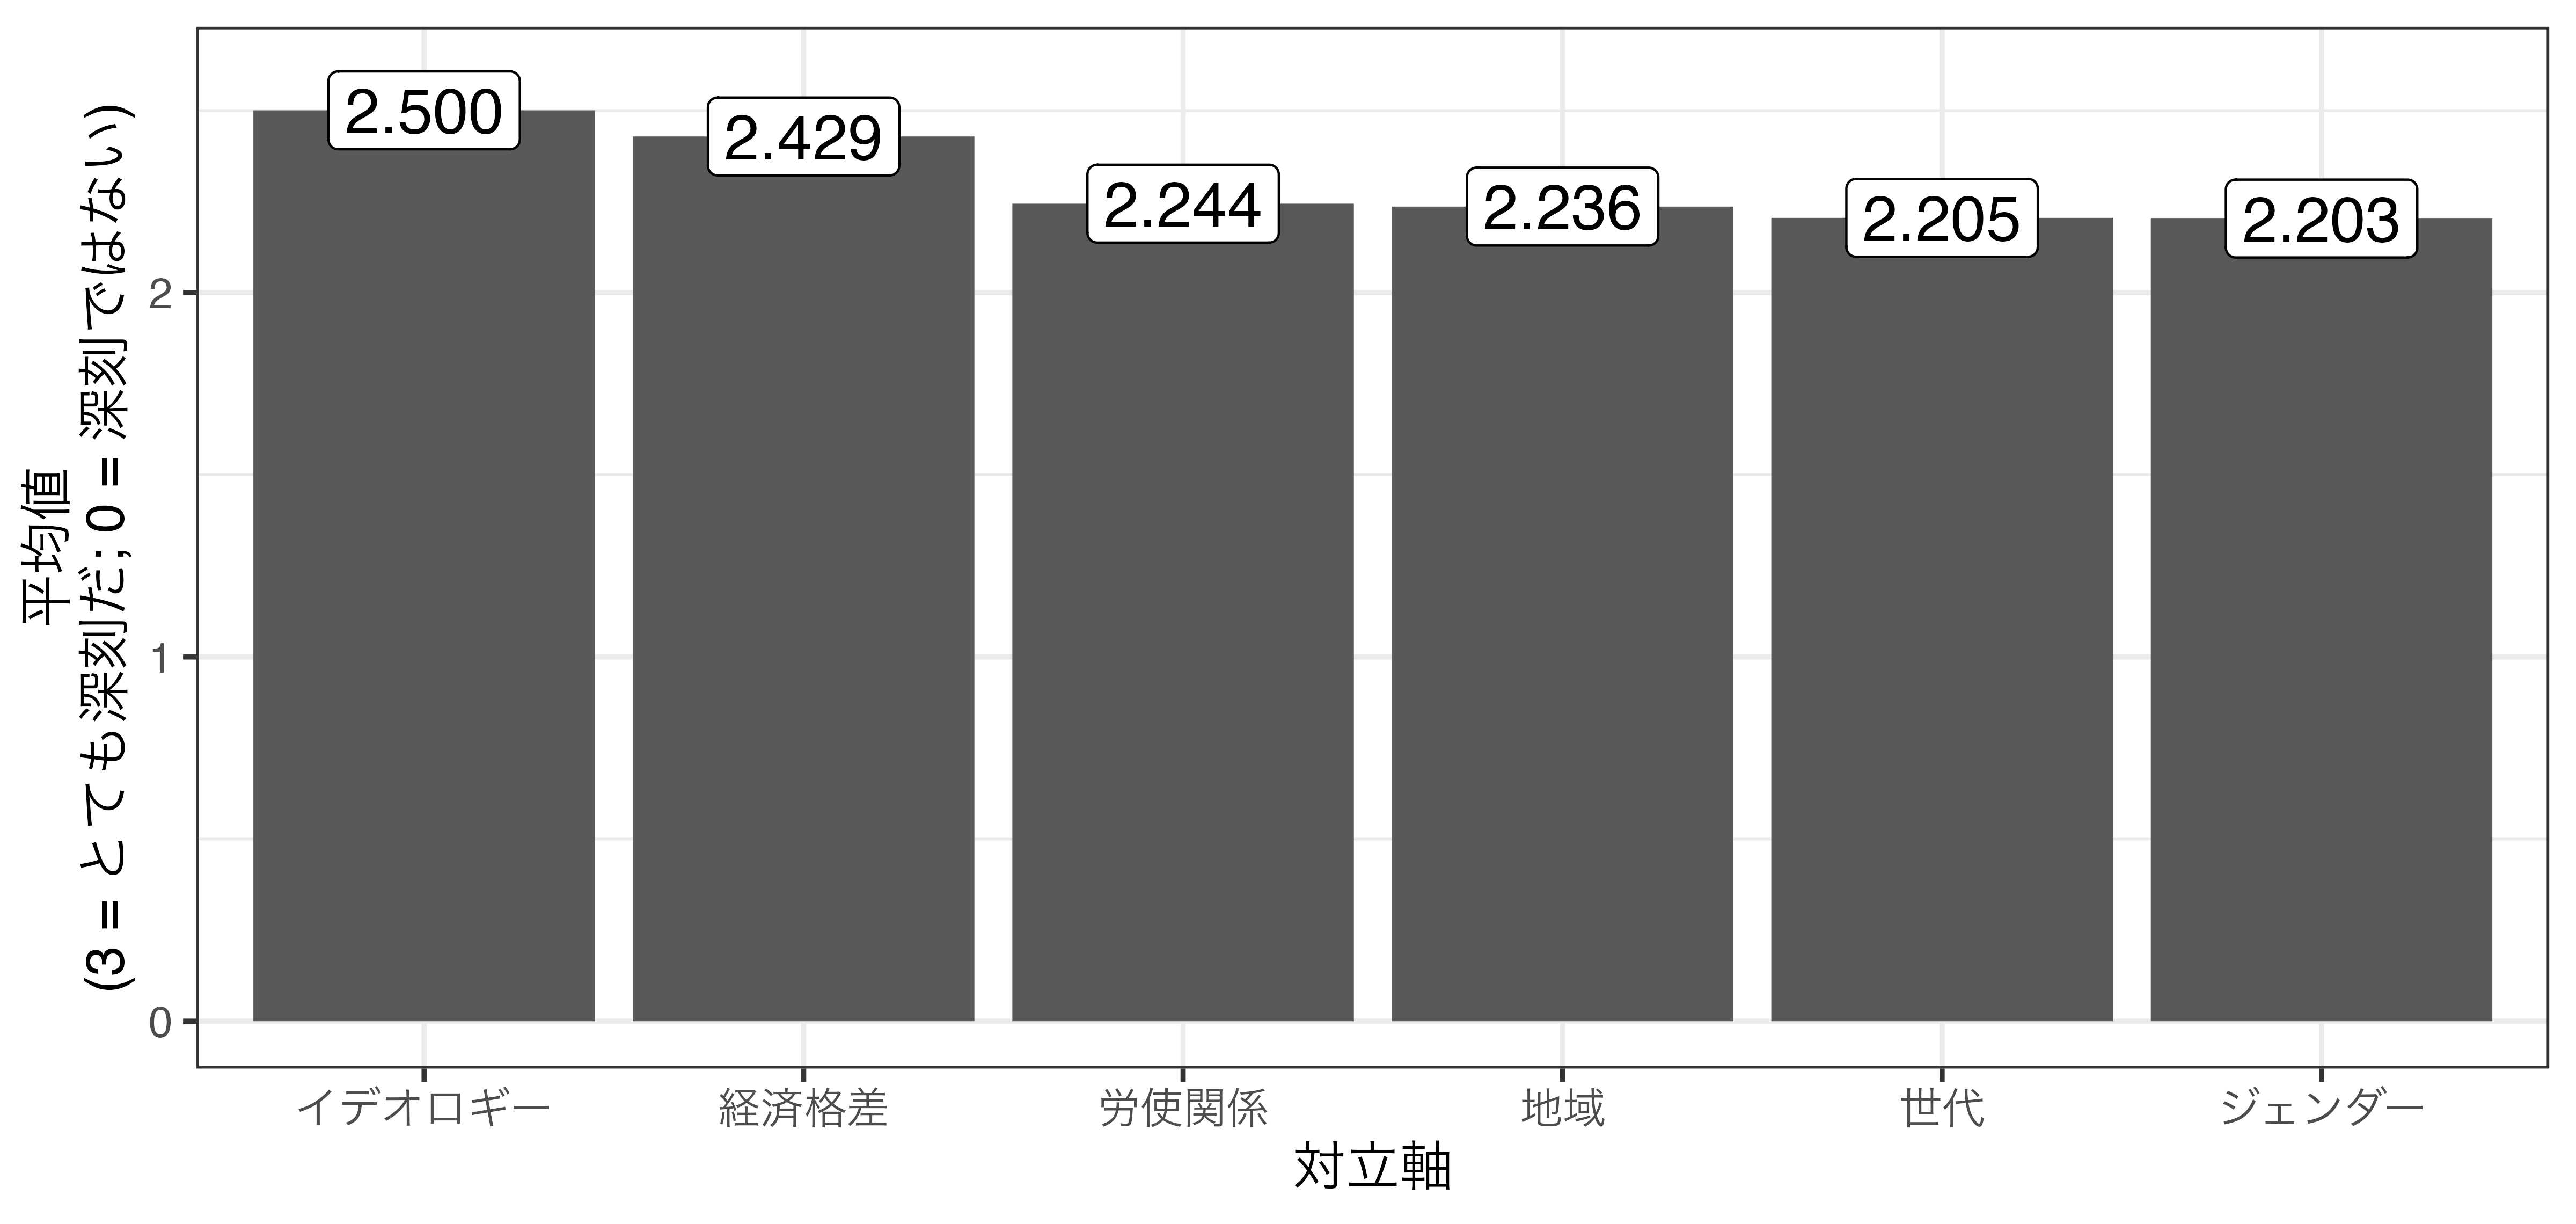 平均値
(3 = とても深刻だ; 0 = 深刻ではない)
2
1
0
2.500
2.429
2.244
2.236
2.205
2.203
イデオロギー
経済格差
労使関係
地域
世代
ジェンダー
対立軸